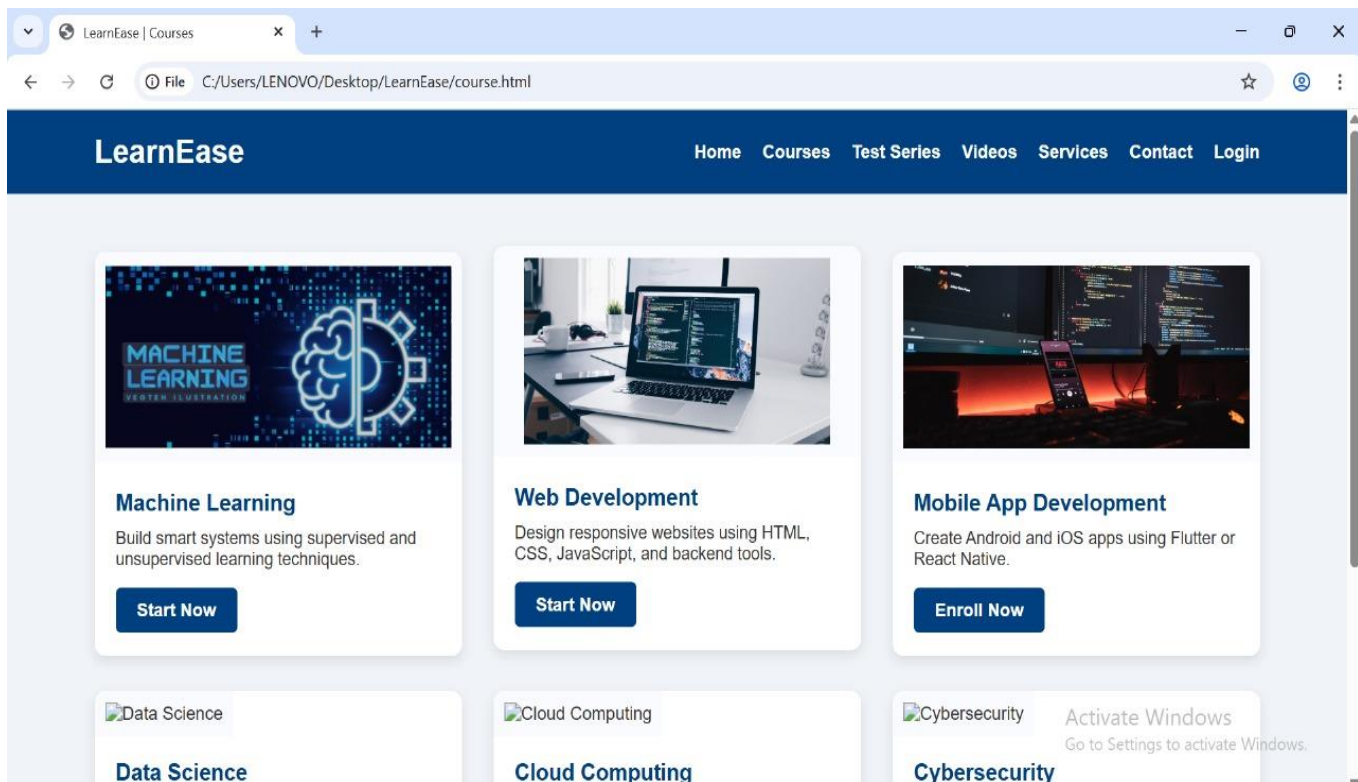 LearnEase | Courses
File C:/Users/LENOVO/Desktop/LearnEase/course.html
LearnEase
Home Courses Test Series Videos Services Contact Login
MACHINE
LEARNING
VEGTEH ILUSTRATION
Machine Learning
Build smart systems using supervised and
unsupervised learning techniques.
Start Now
Web Development
Design responsive websites using HTML,
CSS, JavaScript, and backend tools.
Start Now
Mobile App Development
Create Android and iOS apps using Flutter or
React Native.
Enroll Now
Data Science
Cloud Computing
Cybersecurity
Activate Windows
Go to Settings to activate Windows.
Data Science
Cloud Computing
Cybersecurity